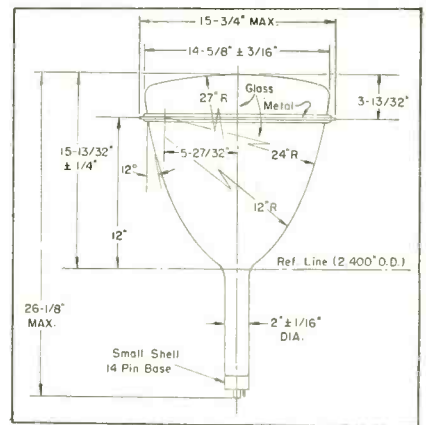 15-3/4" MAX.
14-5/8" ± 3/16"
Glass
27" R
Metal
3-13/32"
15-13/32"
± 1/4"
5-27/32"
24" R
12°
12" R
12"
Ref. Line (2.400" O.D.)
26-1/8"
MAX.
2" ± 1/16"
DIA.
Small Shell
14 Pin Base